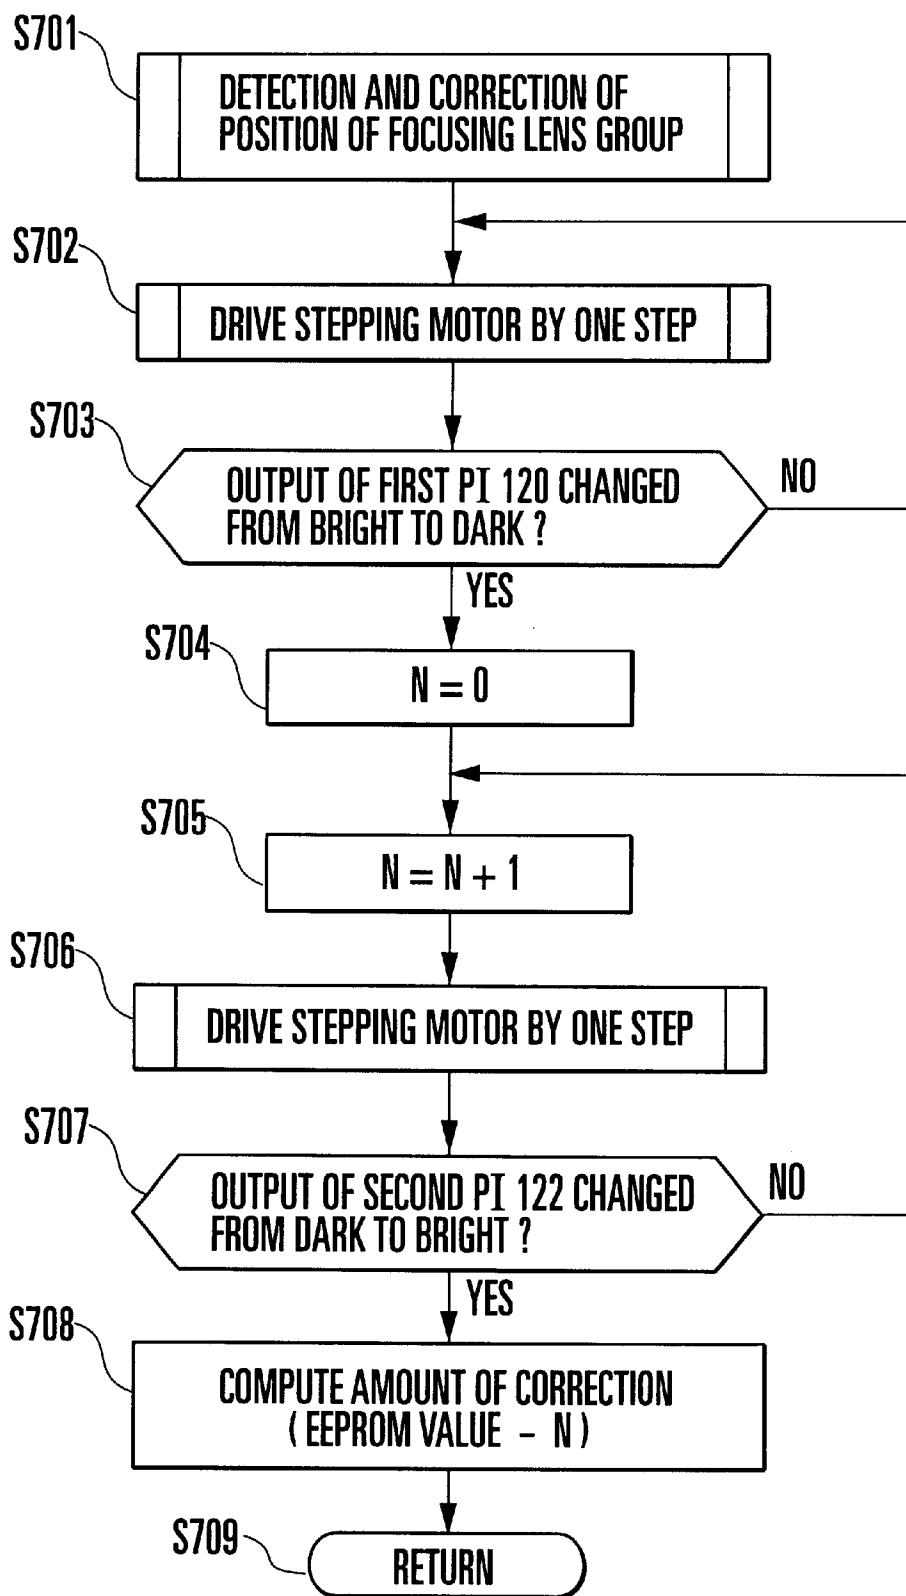 S701
DETECTION AND CORRECTION OF
POSITION OF FOCUSING LENS GROUP
S702
DRIVE STEPPING MOTOR BY ONE STEP
S703
OUTPUT OF FIRST PI 120 CHANGED
FROM BRIGHT TO DARK ?
NO
YES
S704
N = 0
S705
N = N + 1
S706
DRIVE STEPPING MOTOR BY ONE STEP
S707
OUTPUT OF SECOND PI 122 CHANGED
FROM DARK TO BRIGHT ?
NO
YES
S708
COMPUTE AMOUNT OF CORRECTION
( EEPROM VALUE - N )
S709
RETURN